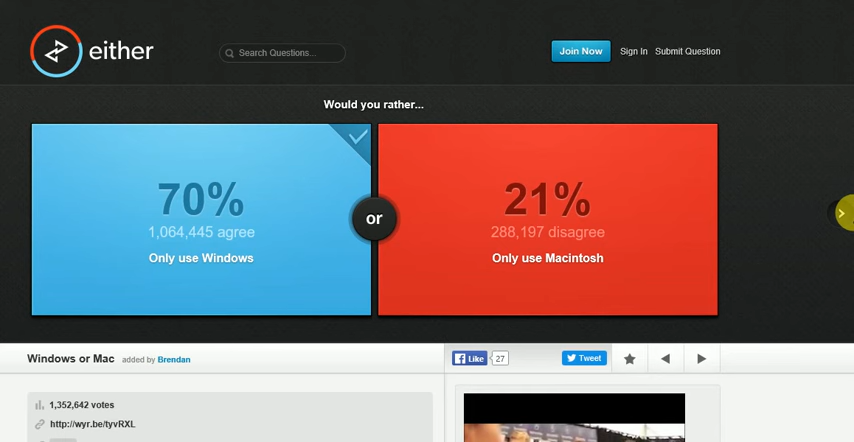 either
Search Questions...
Join Now
Sign In
Submit Question
Would you rather...
70%
1,064,445 agree
Only use Windows
or
21%
288,197 disagree
Only use Macintosh
Windows or Mac
added by Brendan
Like
27
Tweet
1,352,642 votes
http://wyr.be/tyvRXL